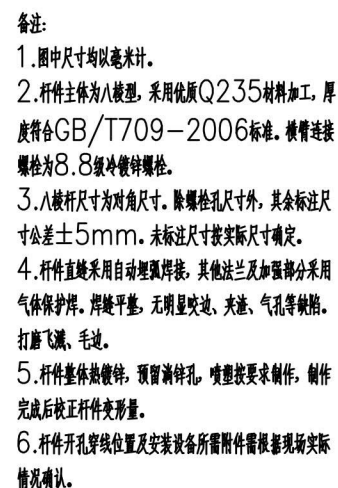 备注:
1.图中尺寸均以毫米计。
2.杆件主体为八棱型，采用优质Q235材料加工，厚
度符合GB/T709-2006标准。横臂连接
螺栓为8.8级冷镀锌螺栓。
3.八棱杆尺寸为对角尺寸。除螺栓孔尺寸外，其余标注尺
寸公差±5mm。未标注尺寸按实际尺寸确定。
4.杆件直缝采用自动埋弧焊接，其他法兰及加强部分采用
气体保护焊。焊缝平整，无明显咬边、夹渣、气孔等缺陷。
打磨飞溅、毛边。
5.杆件整体热镀锌，预留淌锌孔，喷塑按要求制作，制作
完成后校正杆件变形量。
6.杆件开孔穿线位置及安装设备所需附件需根据现场实际
情况确认。